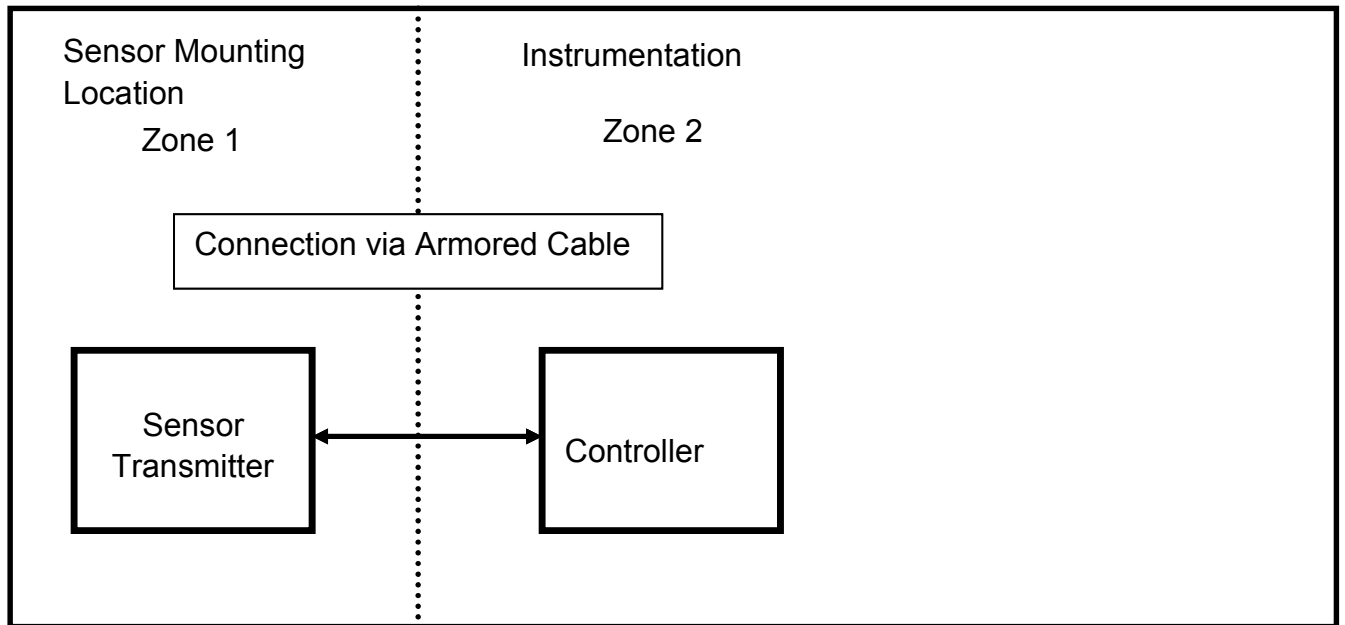 Sensor Mounting
Location
Zone 1
Instrumentation
Zone 2
Connection via Armored Cable
Sensor
Transmitter
Controller